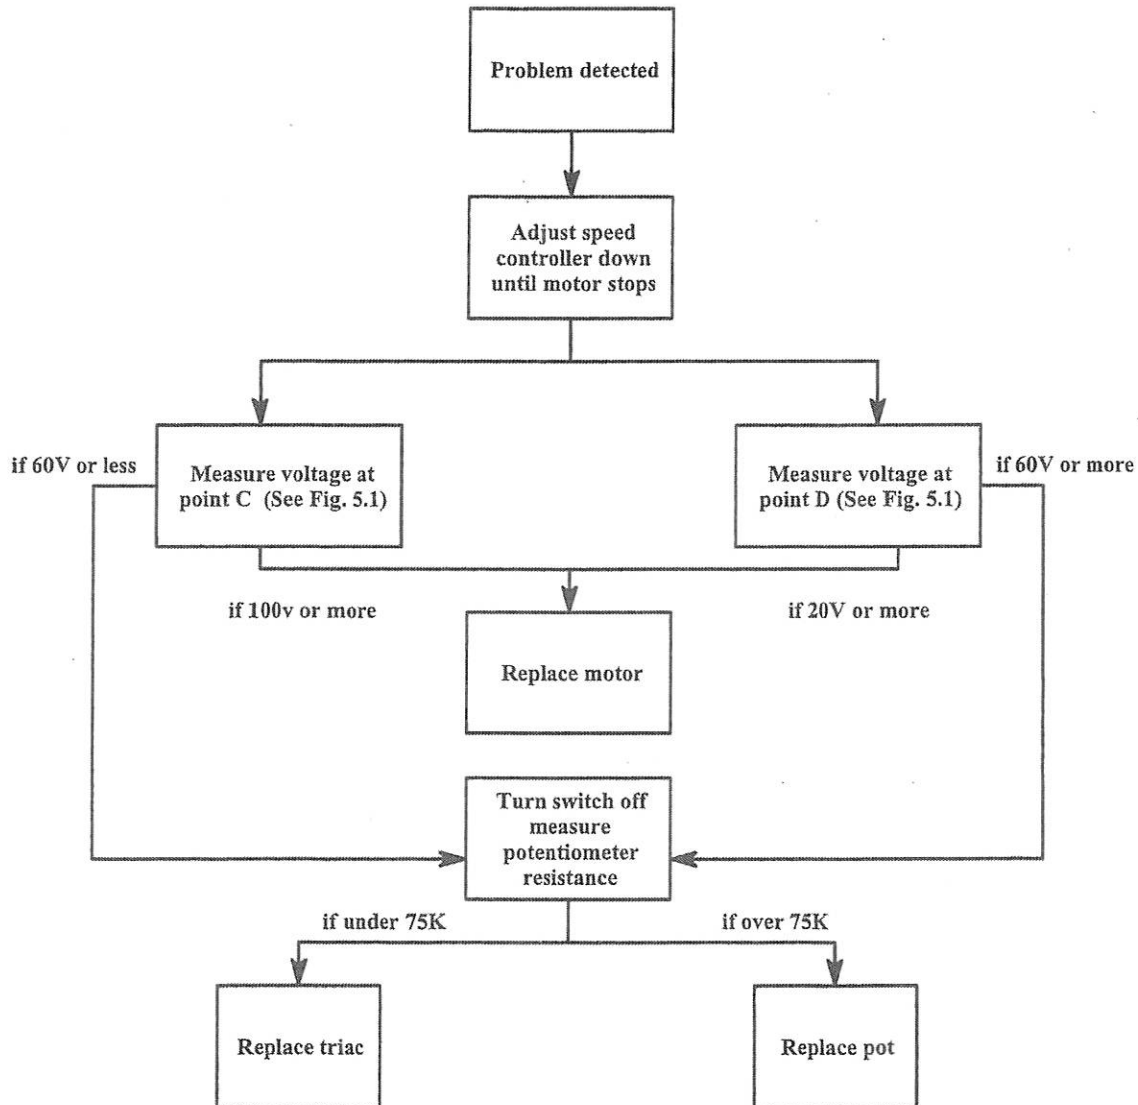 Problem detected
Adjust speed
controller down
until motor stops
if 60V or less
Measure voltage at
point C (See Fig. 5.1)
Measure voltage at
point D (See Fig. 5.1)
if 60V or more
if 100v or more
if 20V or more
Replace motor
Turn switch off
measure
potentiometer
resistance
if under 75K
if over 75K
Replace triac
Replace pot